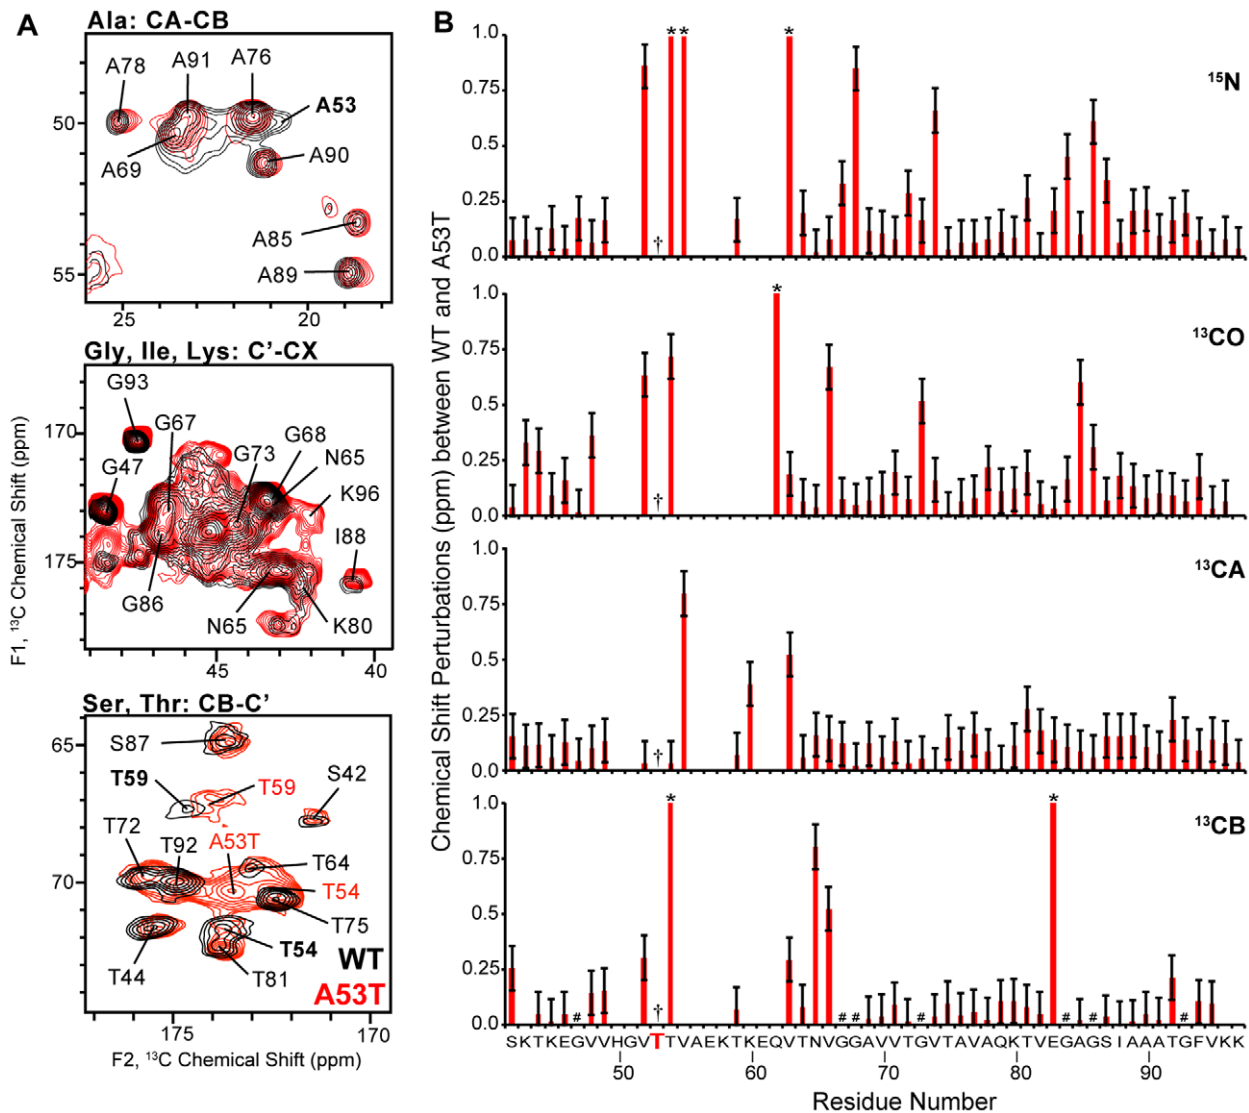 A
Ala: CA-CB
A78
A91
A76
A53
A69
A90
A85
A89
50
55
25
20
Gly, Ile, Lys: C'-CX
G93
G67
G68
G47
G73
N65
K96
I88
G86
N65
K80
170
175
45
40
F1, ¹³C Chemical Shift (ppm)
Ser, Thr: CB-C'
S87
T59
T59
S42
T72
T92
A53T
T64
T54
T75
T44
T81
T54
WT
A53T
65
70
175
170
F2, ¹³C Chemical Shift (ppm)
B
Chemical Shift Perturbations (ppm) between WT and A53T
1.0
0.75
0.5
0.25
0.0
* * *
†
¹⁵N
1.0
0.75
0.5
0.25
0.0
*
†
¹³CO
1.0
0.75
0.5
0.25
0.0
†
¹³CA
1.0
0.75
0.5
0.25
0.0
* *
# † # # # # # #
¹³CB
SKTKEGVVHGVTTVAEKTKEQVTNVGGAVVTGVTAVAQKTVEGAGSIAAATGFVKK
50 60 70 80 90
Residue Number